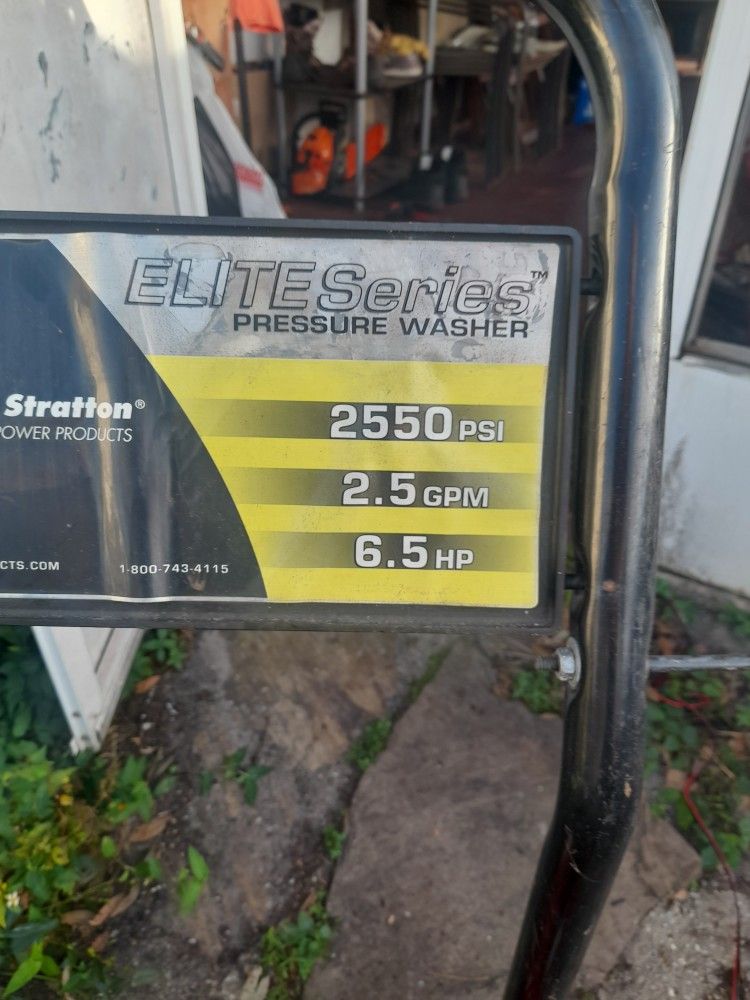 ELITE Series™
PRESSURE WASHER
Stratton®
POWER PRODUCTS
2550 PSI
2.5 GPM
6.5 HP
CTS.COM
1-800-743-4115